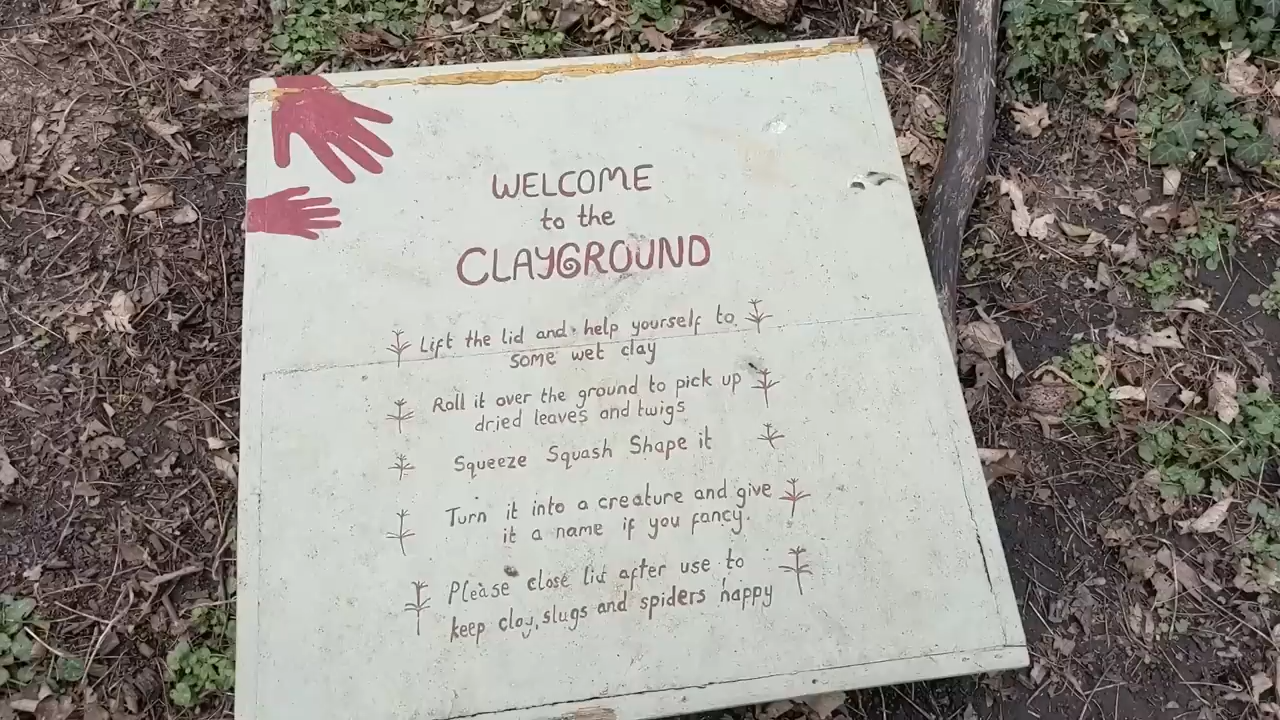 WELCOME
to the
CLAYGROUND
Lift the lid and help yourself to
some wet clay
Roll it over the ground to pick up
dried leaves and twigs
Squeeze Squash Shape it
Turn it into a creature and give
it a name if you fancy.
Please close lid after use to
keep clay, slugs and spiders happy